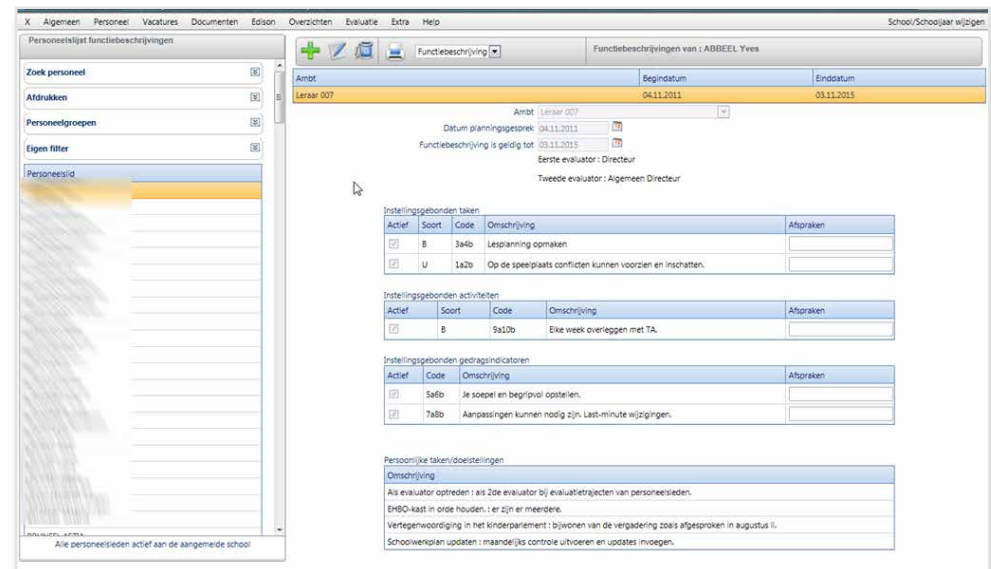 X Algemeen Personeel Vacatures Documenten Edison Overzichten Evaluatie Extra Help School/Schooljaar wijzigen
Personeelslijst functiebeschrijvingen
Zoek personeel
Afdrukken
Personeelgroepen
Eigen filter
Personeelslid
Alle personeelsleden actief aan de aangemelde school
Functiebeschrijving
Functiebeschrijvingen van : ABBEEL Yves
Ambt Begindatum Einddatum
Leraar 007 04.11.2011 03.11.2015
Ambt Leraar 007
Datum planningsgesprek 04.11.2011
Functiebeschrijving is geldig tot 03.11.2015
Eerste evaluator : Directeur
Tweede evaluator : Algemeen Directeur
Instellingsgebonden taken
Actief Soort Code Omschrijving Afspraken
B 3a4b Lesplanning opmaken
U 1a2b Op de speelplaats conflicten kunnen voorzien en inschatten.
Instellingsgebonden activiteiten
Actief Soort Code Omschrijving Afspraken
B 9a10b Elke week overleggen met TA.
Instellingsgebonden gedragsindicatoren
Actief Code Omschrijving Afspraken
5a6b Je soepel en begripvol opstellen.
7a8b Aanpassingen kunnen nodig zijn. Last-minute wijzigingen.
Persoonlijke taken/doelstellingen
Omschrijving
Als evaluator optreden : als 2de evaluator bij evaluatietrajecten van personeelsleden.
EHBO-kast in orde houden. : er zijn er meerdere.
Vertegenwoordiging in het kinderparlement : bijwonen van de vergadering zoals afgesproken in augustus ll.
Schoolwerkplan updaten : maandelijks controle uitvoeren en updates invoegen.